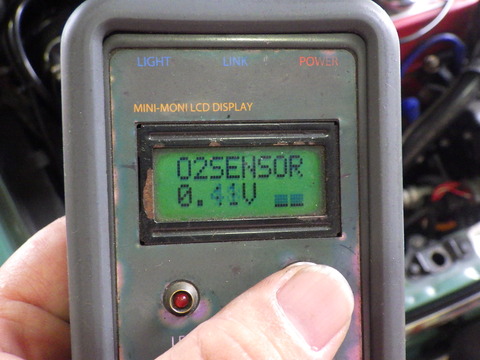 LIGHT LINK POWER
MINI-MONI LCD DISPLAY
O2SENSOR
0.41V